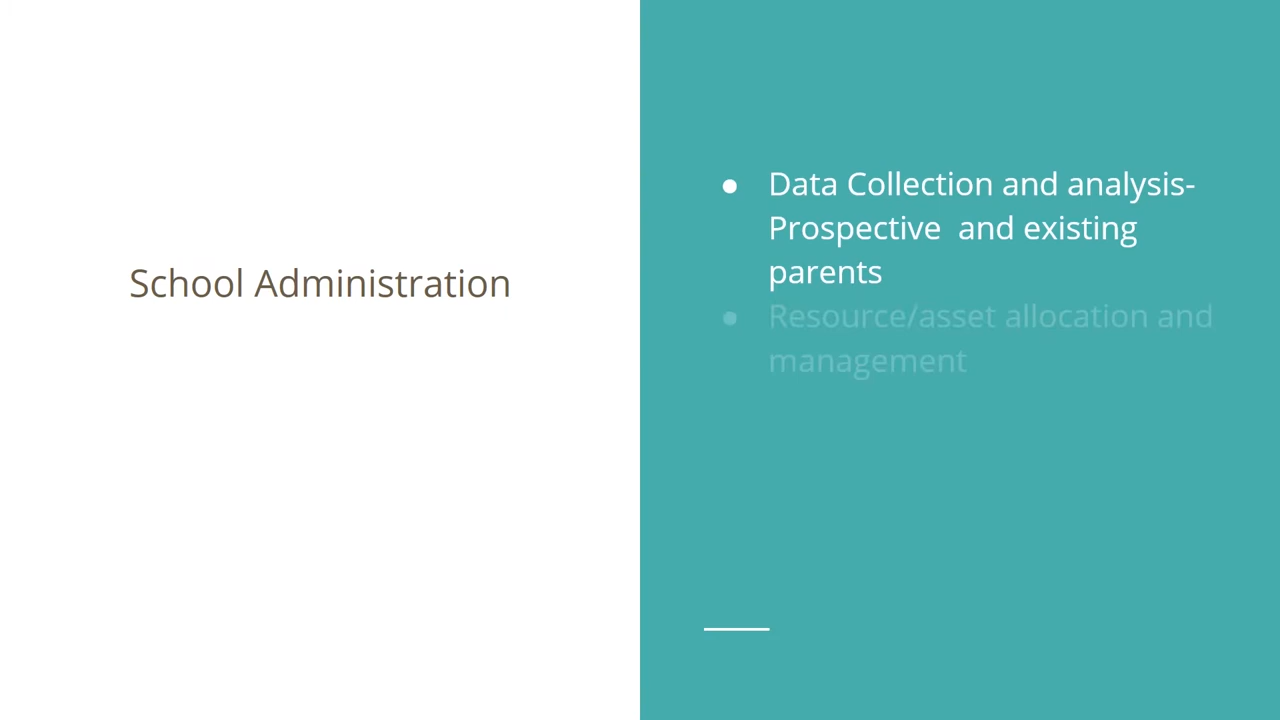 School Administration
● Data Collection and analysis-
Prospective  and existing
parents
● Resource/asset allocation and
management